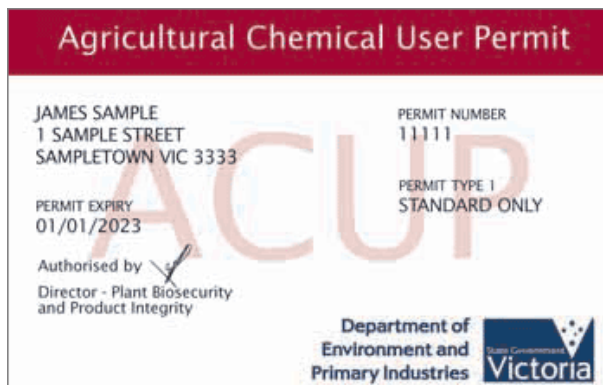 Agricultural Chemical User Permit
JAMES SAMPLE
1 SAMPLE STREET
SAMPLETOWN VIC 3333
PERMIT NUMBER
11111
PERMIT TYPE 1
STANDARD ONLY
ACUP
PERMIT EXPIRY
01/01/2023
Authorised by
Director - Plant Biosecurity
and Product Integrity
Department of
Environment and
Primary Industries
State Government
Victoria